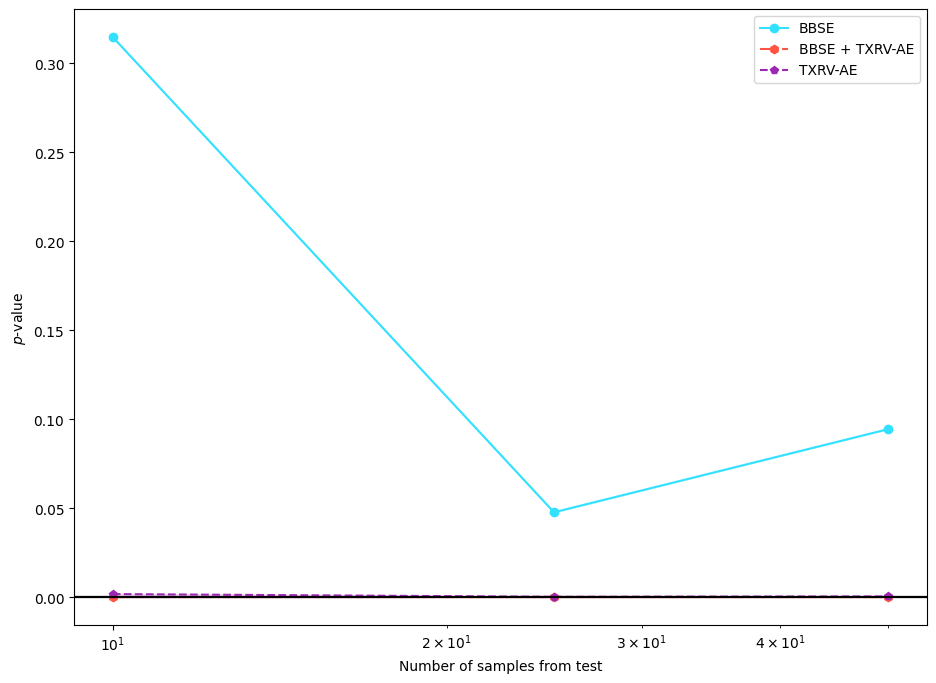 BBSE
BBSE + TXRV-AE
TXRV-AE
0.30
0.25
0.20
0.15
0.10
0.05
0.00
p-value
10¹
2 × 10¹
3 × 10¹
4 × 10¹
Number of samples from test